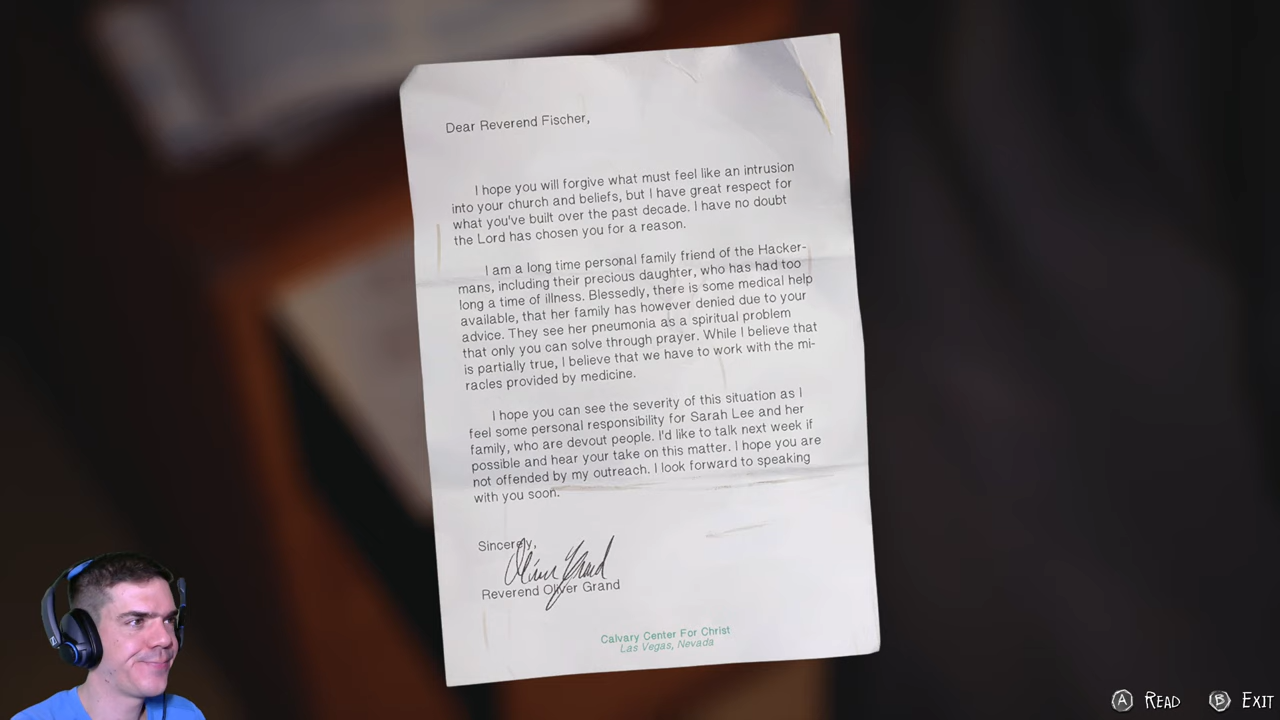 Dear Reverend Fischer,
I hope you will forgive what must feel like an intrusion
into your church and beliefs, but I have great respect for
what you've built over the past decade. I have no doubt
the Lord has chosen you for a reason.
I am a long time personal family friend of the Hacker-
mans, including their precious daughter, who has had too
long a time of illness. Blessedly, there is some medical help
available, that her family has however denied due to your
advice. They see her pneumonia as a spiritual problem
that only you can solve through prayer. While I believe that
is partially true, I believe that we have to work with the mi-
racles provided by medicine.
I hope you can see the severity of this situation as I
feel some personal responsibility for Sarah Lee and her
family, who are devout people. I'd like to talk next week if
possible and hear your take on this matter. I hope you are
not offended by my outreach. I look forward to speaking
with you soon.
Sincerely,
Oliver Grand
Reverend Oliver Grand
Calvary Center For Christ
Las Vegas, Nevada
A READ B EXIT